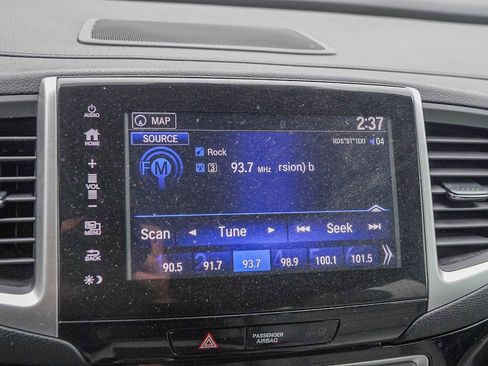 AUDIO
MAP
2:37
SOURCE
RDS "ST" TEXT 04
Rock
HOME
FM
3 93.7 MHz rsion) b
+
VOL
−
Scan Tune Seek
MENU
90.5 91.7 93.7 98.9 100.1 101.5
BACK
PASSENGER
AIRBAG